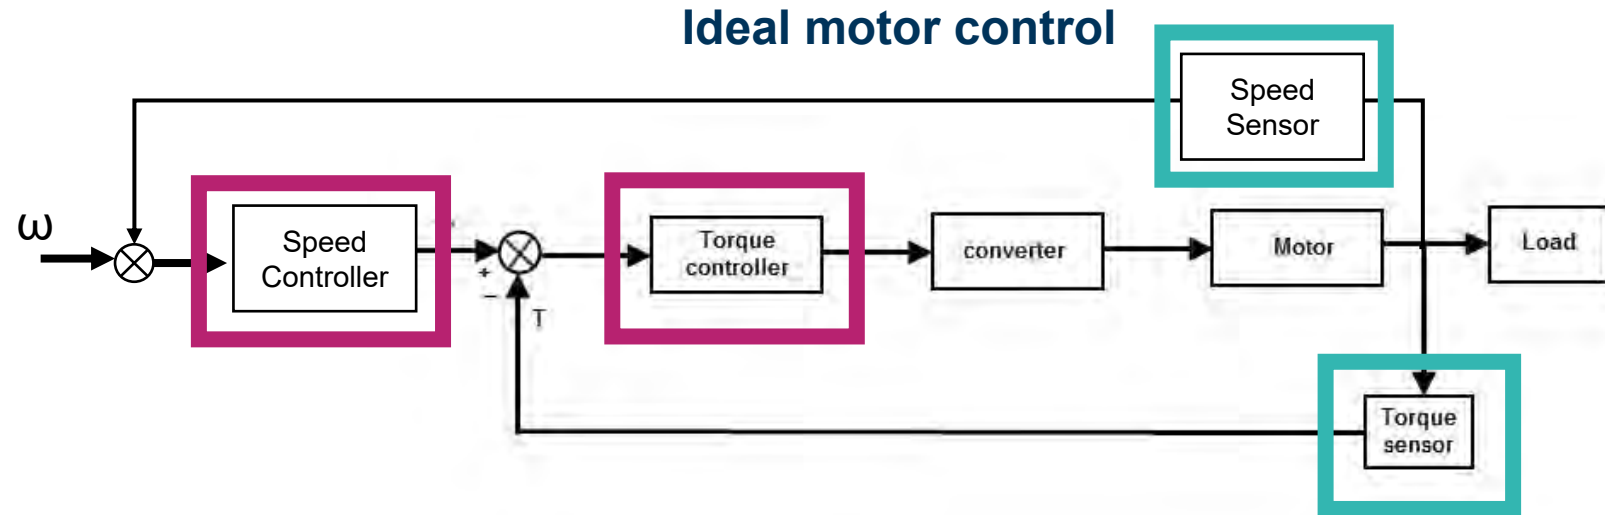 Ideal motor control
Speed
Sensor
ω
Speed
Controller
+
−
T
Torque
controller
converter
Motor
Load
Torque
sensor